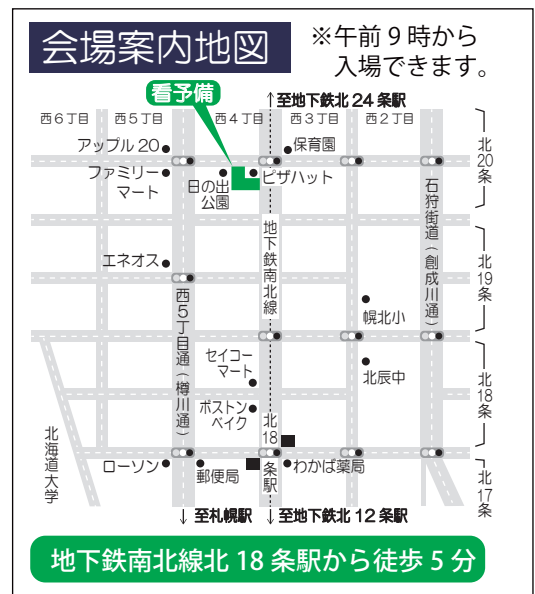 会場案内地図
※午前9時から
入場できます。
看予備
↑至地下鉄北24条駅
西6丁目
西5丁目
西4丁目
西3丁目
西2丁目
アップル20
保育園
北20条
ファミリー
マート
日の出
公園
ピザハット
石狩街道(創成川通)
地下鉄南北線
エネオス
北19条
西5丁目通(樽川通)
幌北小
セイコー
マート
北辰中
ボストン
ベイク
北18条
北18条駅
北海道大学
ローソン
郵便局
わかば薬局
北17条
↓至札幌駅
↓至地下鉄北12条駅
地下鉄南北線北18条駅から徒歩5分